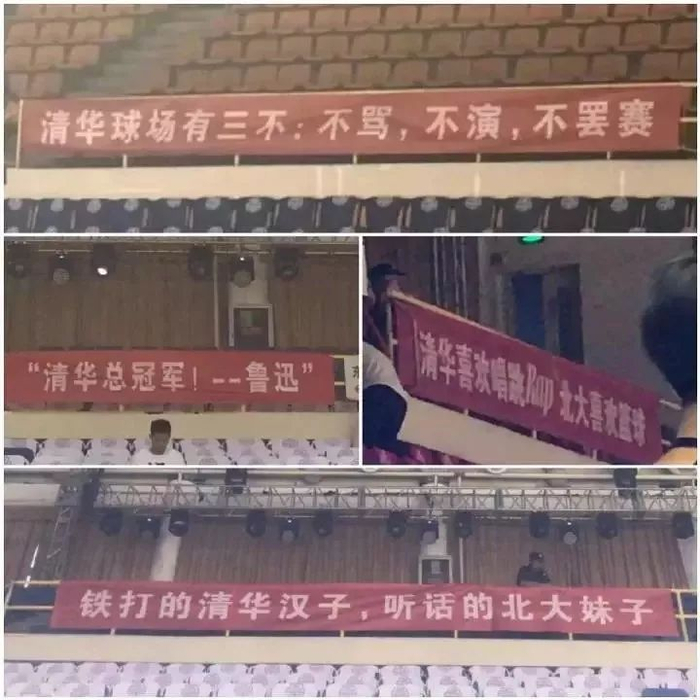 清华球场有三不：不骂，不演，不罢赛
“清华总冠军！--鲁迅”
清华喜欢唱跳Rap 北大喜欢篮球
铁打的清华汉子，听话的北大妹子